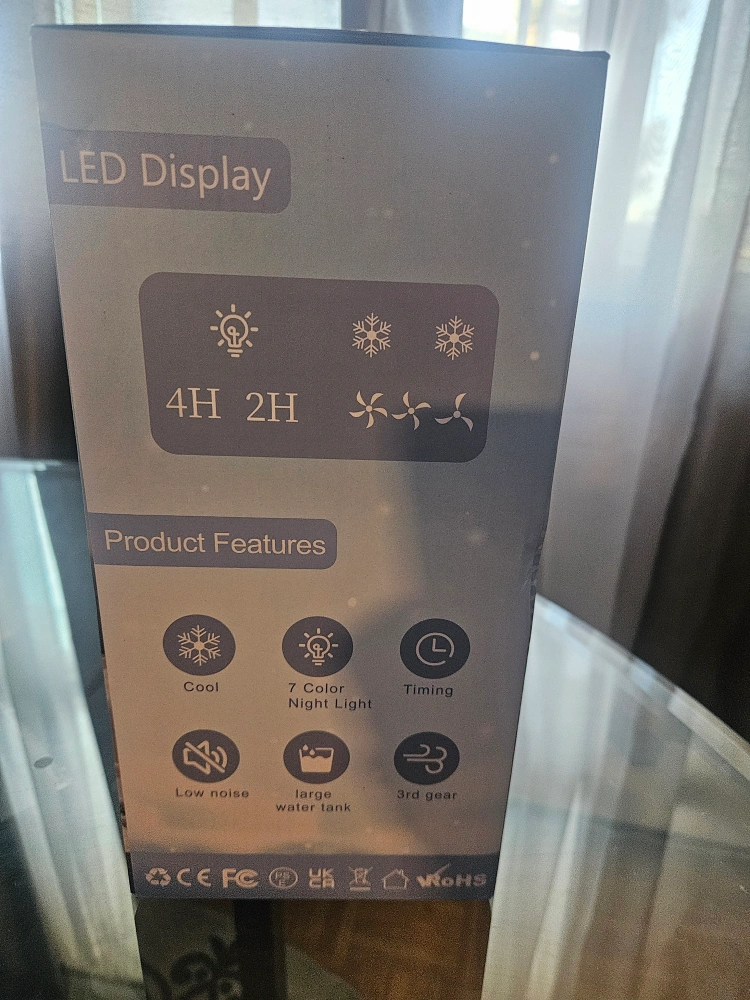 LED Display
4H 2H
Product Features
Cool
7 Color
Night Light
Timing
Low noise
large
water tank
3rd gear
CE FC PSE UK CA RoHS